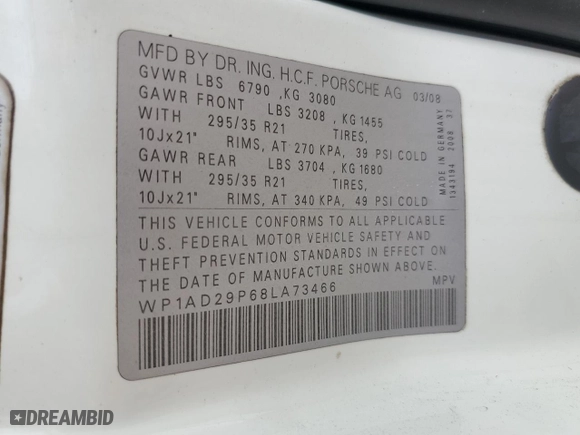 MFD BY DR. ING. H.C.F. PORSCHE AG 03/08
GVWR LBS 6790 ,KG 3080
GAWR FRONT LBS 3208 , KG 1455
WITH 295/35 R21 TIRES,
10Jx21" RIMS, AT 270 KPA, 39 PSI COLD
GAWR REAR LBS 3704 , KG 1680
WITH 295/35 R21 TIRES,
10Jx21" RIMS, AT 340 KPA, 49 PSI COLD
THIS VEHICLE CONFORMS TO ALL APPLICABLE
U.S. FEDERAL MOTOR VEHICLE SAFETY AND
THEFT PREVENTION STANDARDS IN EFFECT ON
THE DATE OF MANUFACTURE SHOWN ABOVE.
WP1AD29P68LA73466 MPV
MADE IN GERMANY
1343194 2008 37
DREAMBID